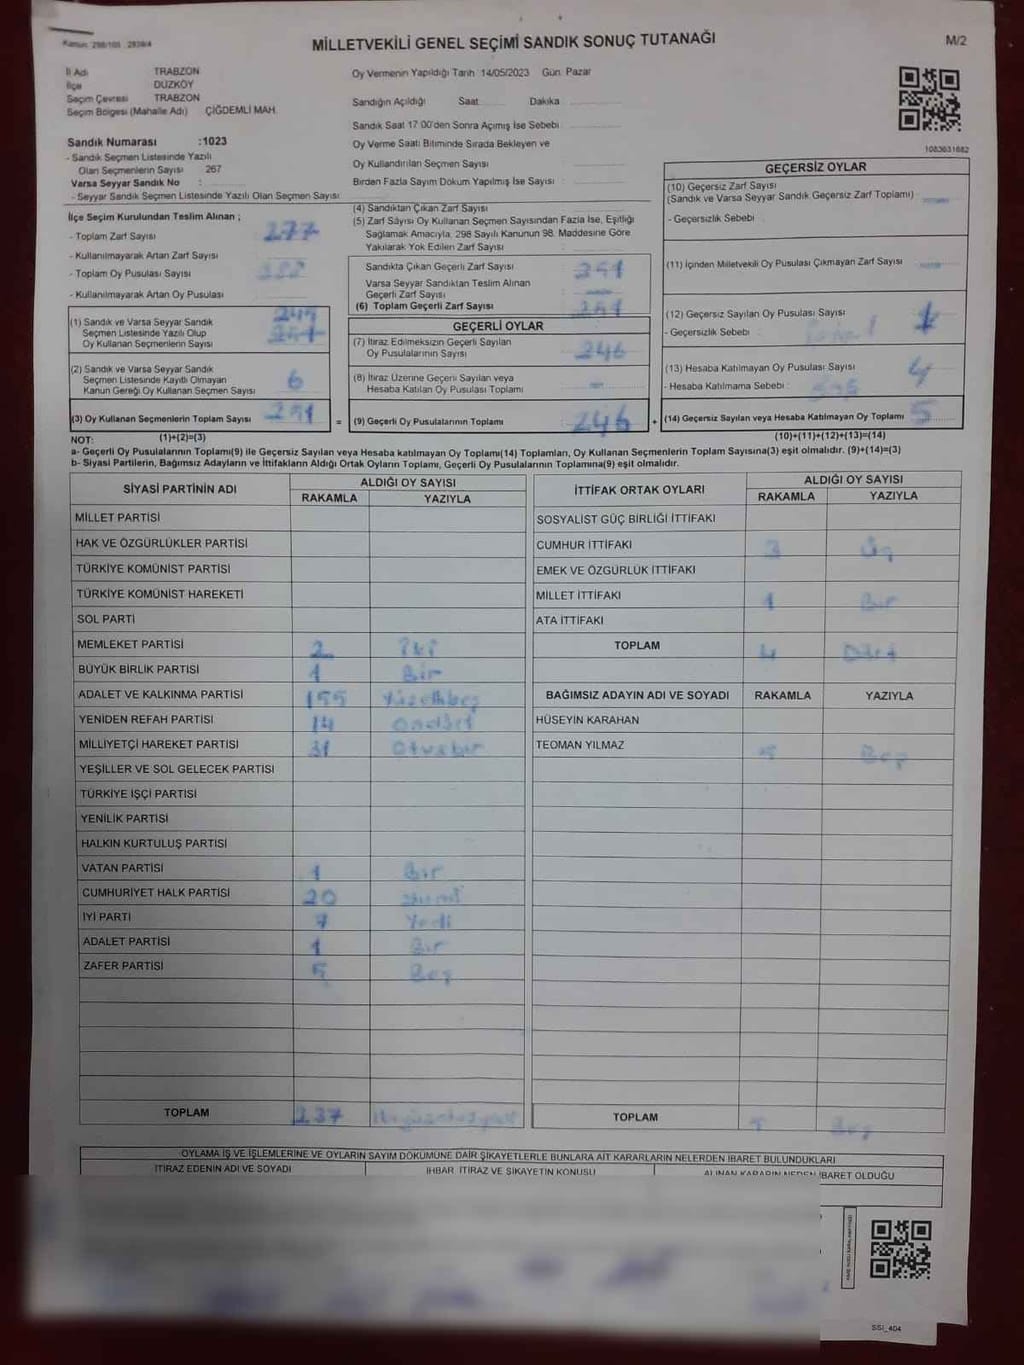 Kanun: 298/105 , 2839/4
MİLLETVEKİLİ GENEL SEÇİMİ SANDIK SONUÇ TUTANAĞI
M/2
İl Adı TRABZON
İlçe DÜZKÖY
Seçim Çevresi TRABZON
Seçim Bölgesi (Mahalle Adı) ÇİĞDEMLİ MAH.
Sandık Numarası :1023
- Sandık Seçmen Listesinde Yazılı
Olan Seçmenlerin Sayısı 267
Varsa Seyyar Sandık No :
- Seyyar Sandık Seçmen Listesinde Yazılı Olan Seçmen Sayısı
Oy Vermenin Yapıldığı Tarih :14/05/2023 Gün: Pazar
Sandığın Açıldığı Saat Dakika
Sandık Saat 17:00'den Sonra Açılmış İse Sebebi :
Oy Verme Saati Bitiminde Sırada Bekleyen ve
Oy Kullandırılan Seçmen Sayısı
Birden Fazla Sayım Döküm Yapılmış İse Sayısı :
1083631682
İlçe Seçim Kurulundan Teslim Alınan ;
- Toplam Zarf Sayısı 277
- Kullanılmayarak Artan Zarf Sayısı
- Toplam Oy Pusulası Sayısı
- Kullanılmayarak Artan Oy Pusulası
(1) Sandık ve Varsa Seyyar Sandık
Seçmen Listesinde Yazılı Olup
Oy Kullanan Seçmenlerin Sayısı
(2) Sandık ve Varsa Seyyar Sandık
Seçmen Listesinde Kayıtlı Olmayan
Kanun Gereği Oy Kullanan Seçmen Sayısı 6
(3) Oy Kullanan Seçmenlerin Toplam Sayısı 251
(1)+(2)=(3)
(4) Sandıktan Çıkan Zarf Sayısı
(5) Zarf Sayısı Oy Kullanan Seçmen Sayısından Fazla İse, Eşitliği
Sağlamak Amacıyla, 298 Sayılı Kanunun 98. Maddesine Göre
Yakılarak Yok Edilen Zarf Sayısı :
Sandıkta Çıkan Geçerli Zarf Sayısı 251
Varsa Seyyar Sandıktan Teslim Alınan
Geçerli Zarf Sayısı
(6) Toplam Geçerli Zarf Sayısı 251
GEÇERLİ OYLAR
(7) İtiraz Edilmeksizin Geçerli Sayılan
Oy Pusulalarının Sayısı 246
(8) İtiraz Üzerine Geçerli Sayılan veya
Hesaba Katılan Oy Pusulası Toplamı
= (9) Geçerli Oy Pusulalarının Toplamı 246
GEÇERSİZ OYLAR
(10) Geçersiz Zarf Sayısı
(Sandık ve Varsa Seyyar Sandık Geçersiz Zarf Toplamı)
- Geçersizlik Sebebi
(11) İçinden Milletvekili Oy Pusulası Çıkmayan Zarf Sayısı
(12) Geçersiz Sayılan Oy Pusulası Sayısı 1
- Geçersizlik Sebebi :
(13) Hesaba Katılmayan Oy Pusulası Sayısı 4
- Hesaba Katılmama Sebebi :
+ (14) Geçersiz Sayılan veya Hesaba Katılmayan Oy Toplamı 5
(10)+(11)+(12)+(13)=(14)
NOT:
a- Geçerli Oy Pusulaları Toplamı(9) ile Geçersiz Sayılan veya Hesaba katılmayan Oy Toplamı(14) Toplamları, Oy Kullanan Seçmenlerin Toplam Sayısına(3) eşit olmalıdır. (9)+(14)=(3)
b- Siyasi Partilerin, Bağımsız Adayların ve İttifakların Aldığı Ortak Oyların Toplamı, Geçerli Oy Pusulalarının Toplamına(9) eşit olmalıdır.
SİYASİ PARTİNİN ADI ALDIĞI OY SAYISI
RAKAMLA YAZIYLA
MİLLET PARTİSİ
HAK VE ÖZGÜRLÜKLER PARTİSİ
TÜRKİYE KOMÜNİST PARTİSİ
TÜRKİYE KOMÜNİST HAREKETİ
SOL PARTİ
MEMLEKET PARTİSİ 2 İki
BÜYÜK BİRLİK PARTİSİ 1 Bir
ADALET VE KALKINMA PARTİSİ 155 Yüzellibeş
YENİDEN REFAH PARTİSİ 14 Ondört
MİLLİYETÇİ HAREKET PARTİSİ 31 Otuzbir
YEŞİLLER VE SOL GELECEK PARTİSİ
TÜRKİYE İŞÇİ PARTİSİ
YENİLİK PARTİSİ
HALKIN KURTULUŞ PARTİSİ
VATAN PARTİSİ 1 Bir
CUMHURİYET HALK PARTİSİ 20 Yirmi
İYİ PARTİ 7 Yedi
ADALET PARTİSİ 1 Bir
ZAFER PARTİSİ 5 Beş
TOPLAM 237
İTTİFAK ORTAK OYLARI ALDIĞI OY SAYISI
RAKAMLA YAZIYLA
SOSYALİST GÜÇ BİRLİĞİ İTTİFAKI
CUMHUR İTTİFAKI 3 Üç
EMEK VE ÖZGÜRLÜK İTTİFAKI
MİLLET İTTİFAKI 1 Bir
ATA İTTİFAKI
TOPLAM 4 Dört
BAĞIMSIZ ADAYIN ADI VE SOYADI RAKAMLA YAZIYLA
HÜSEYİN KARAHAN
TEOMAN YILMAZ 5 Beş
TOPLAM 5 Beş
OYLAMA İŞ VE İŞLEMLERİNE VE OYLARIN SAYIM DÖKÜMÜNE DAİR ŞİKAYETLERLE BUNLARA AİT KARARLARIN NELERDEN İBARET BULUNDUKLARI
İTİRAZ EDENİN ADI VE SOYADI İHBAR, İTİRAZ VE ŞİKAYETİN KONUSU ALINAN KARARIN NEDEN İBARET OLDUĞU
SSİ_404